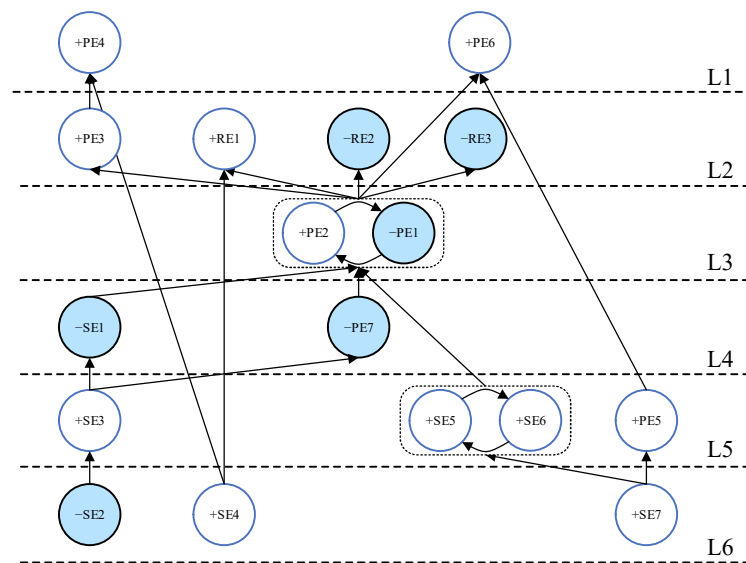 +PE4
+PE6
L1
+PE3
+RE1
−RE2
−RE3
L2
+PE2
−PE1
L3
−SE1
−PE7
L4
+SE3
+SE5
+SE6
+PE5
L5
−SE2
+SE4
+SE7
L6